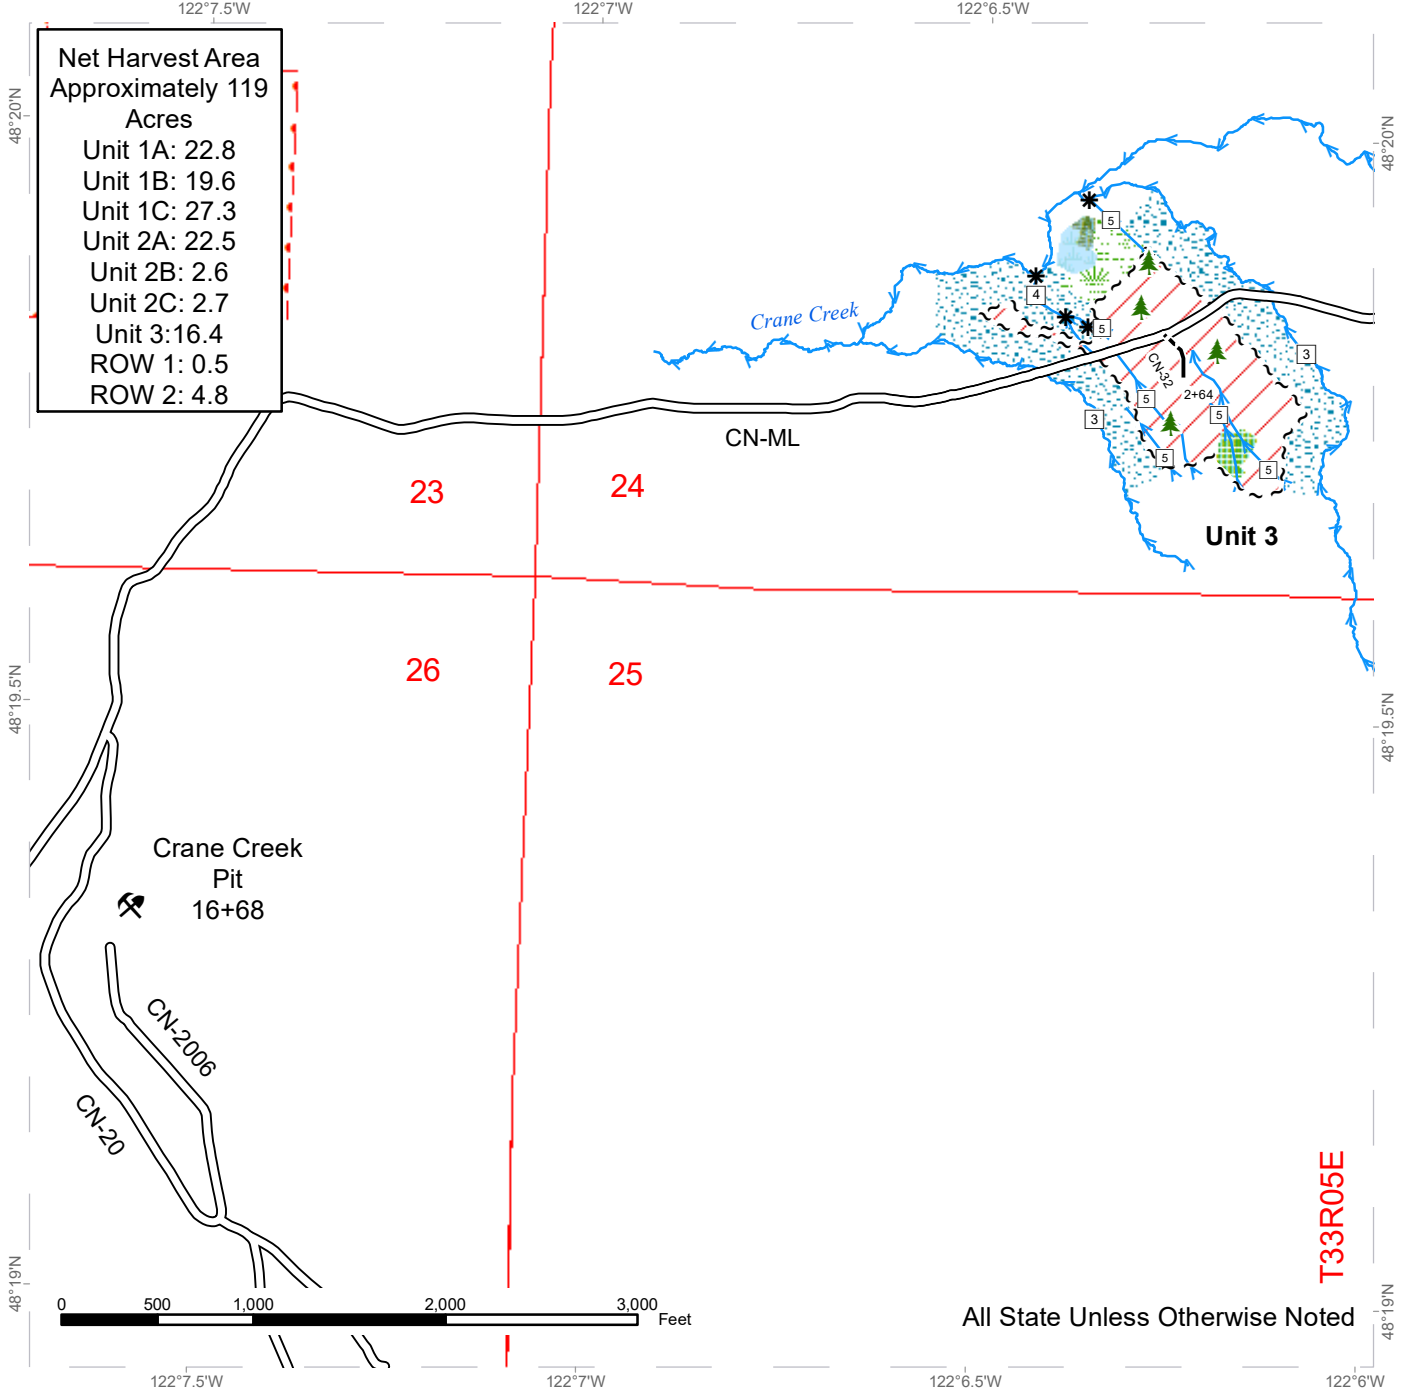 122°7.5'W
122°7'W
122°6.5'W
48°20'N
48°20'N
Net Harvest Area
Approximately 119
Acres
Unit 1A: 22.8
Unit 1B: 19.6
Unit 1C: 27.3
Unit 2A: 22.5
Unit 2B: 2.6
Unit 2C: 2.7
Unit 3:16.4
ROW 1: 0.5
ROW 2: 4.8
5
4
Crane Creek
5
3
CN-32
2+64
5
5
3
5
5
CN-ML
23
24
Unit 3
26
25
48°19.5'N
48°19.5'N
Crane Creek
Pit
16+68
CN-2006
CN-20
T33R05E
48°19'N
48°19'N
0
500
1,000
2,000
3,000
Feet
All State Unless Otherwise Noted
122°7.5'W
122°7'W
122°6.5'W
122°6'W